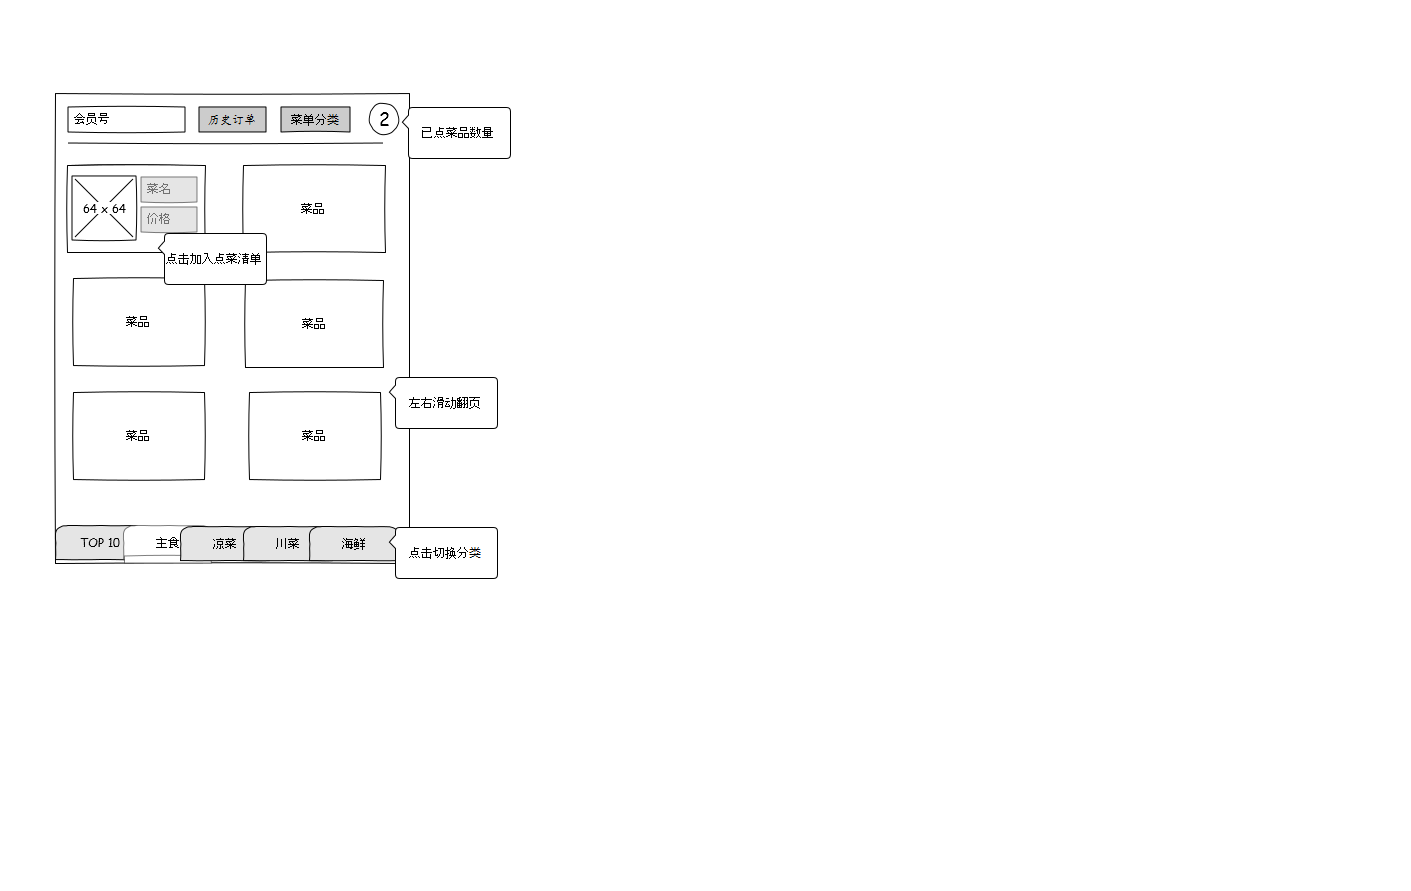 会员号
历史订单
菜单分类
2
已点菜品数量
64 x 64
菜名
价格
菜品
点击加入点菜清单
菜品
菜品
左右滑动翻页
菜品
菜品
TOP 10
主食
凉菜
川菜
海鲜
点击切换分类